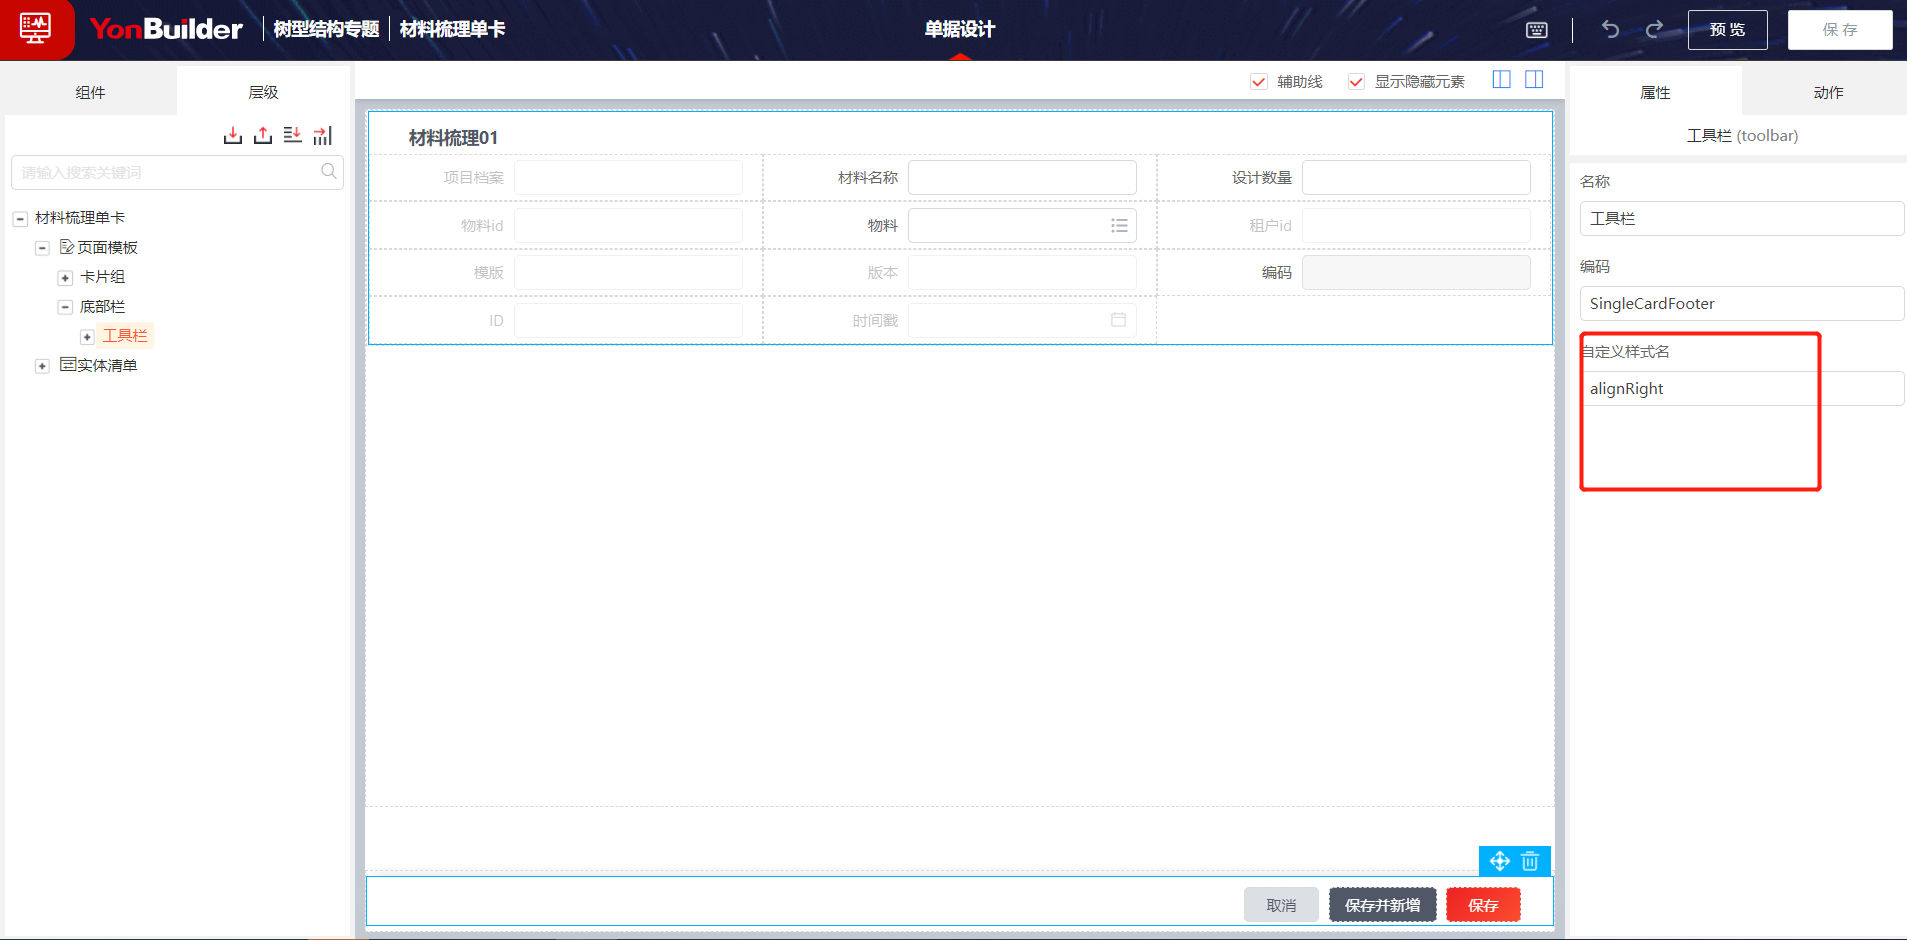 YonBuilder 树型结构专题 材料梳理单卡 单据设计 预 览 保 存
组件 层级 辅助线 显示隐藏元素 属性 动作
工具栏 (toolbar)
请输入搜索关键词
材料梳理单卡
页面模板
卡片组
底部栏
工具栏
实体清单
材料梳理01
项目档案 材料名称 设计数量
物料id 物料 租户id
模版 版本 编码
ID 时间戳
取消 保存并新增 保存
名称
工具栏
编码
SingleCardFooter
自定义样式名
alignRight